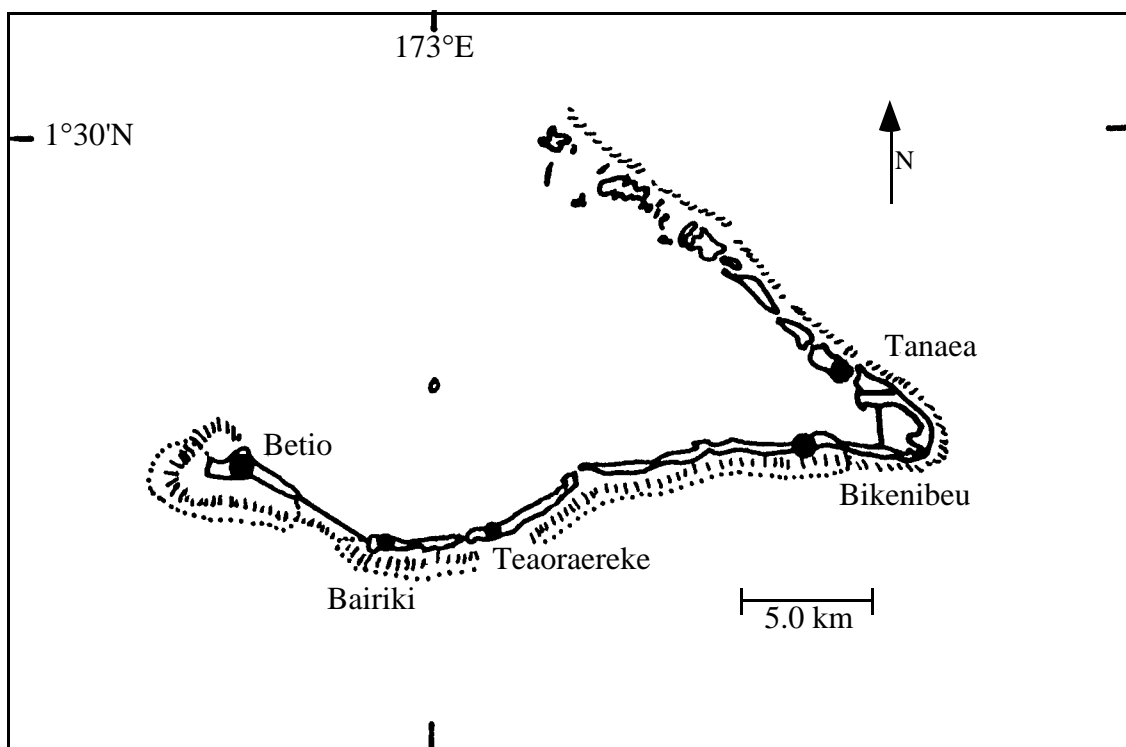 173°E
1°30'N
N
Tanaea
Betio
Bikenibeu
Teaoraereke
Bairiki
5.0 km